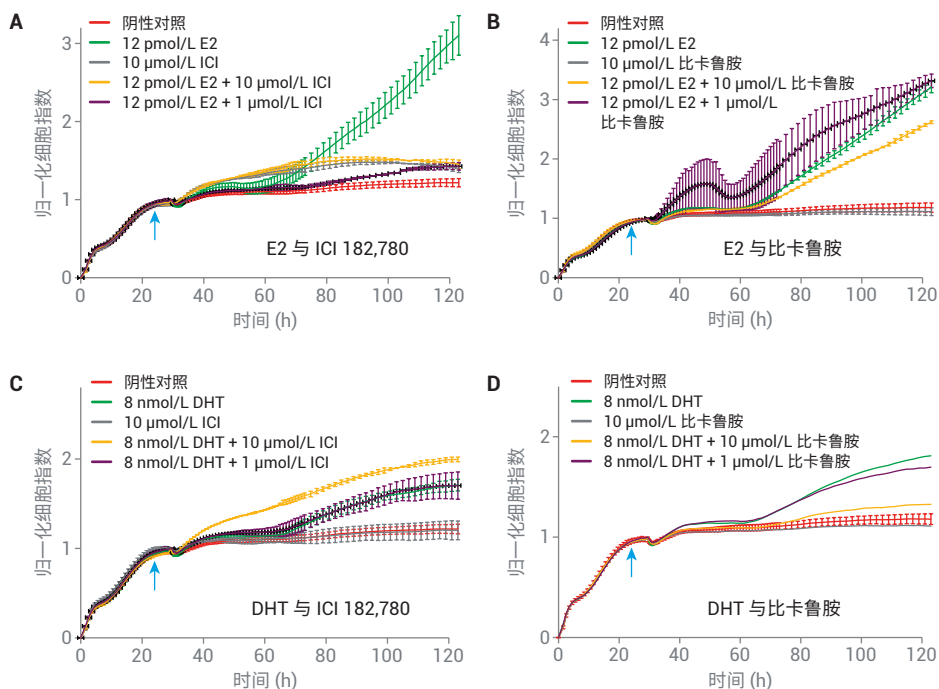 A
阴性对照
12 pmol/L E2
10 μmol/L ICI
12 pmol/L E2 + 10 μmol/L ICI
12 pmol/L E2 + 1 μmol/L ICI
3
2
1
0
归一化细胞指数
E2 与 ICI 182,780
0 20 40 60 80 100 120
时间 (h)
B
阴性对照
12 pmol/L E2
10 μmol/L 比卡鲁胺
12 pmol/L E2 + 10 μmol/L 比卡鲁胺
12 pmol/L E2 + 1 μmol/L
比卡鲁胺
4
3
2
1
0
归一化细胞指数
E2 与比卡鲁胺
0 20 40 60 80 100 120
时间 (h)
C
阴性对照
8 nmol/L DHT
10 μmol/L ICI
8 nmol/L DHT + 10 μmol/L ICI
8 nmol/L DHT + 1 μmol/L ICI
2
1
0
归一化细胞指数
DHT 与 ICI 182,780
0 20 40 60 80 100 120
时间 (h)
D
阴性对照
8 nmol/L DHT
10 μmol/L 比卡鲁胺
8 nmol/L DHT + 10 μmol/L 比卡鲁胺
8 nmol/L DHT + 1 μmol/L 比卡鲁胺
2
1
0
归一化细胞指数
DHT 与比卡鲁胺
0 20 40 60 80 100 120
时间 (h)